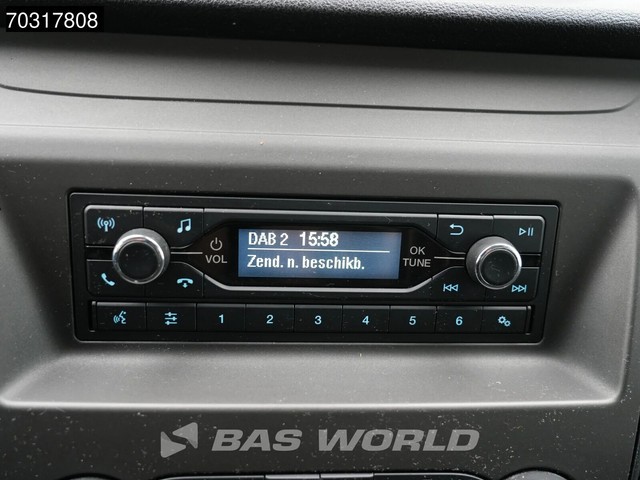 70317808
DAB 2 15:58
Zend. n. beschikb.
VOL
OK
TUNE
1 2 3 4 5 6
BAS WORLD